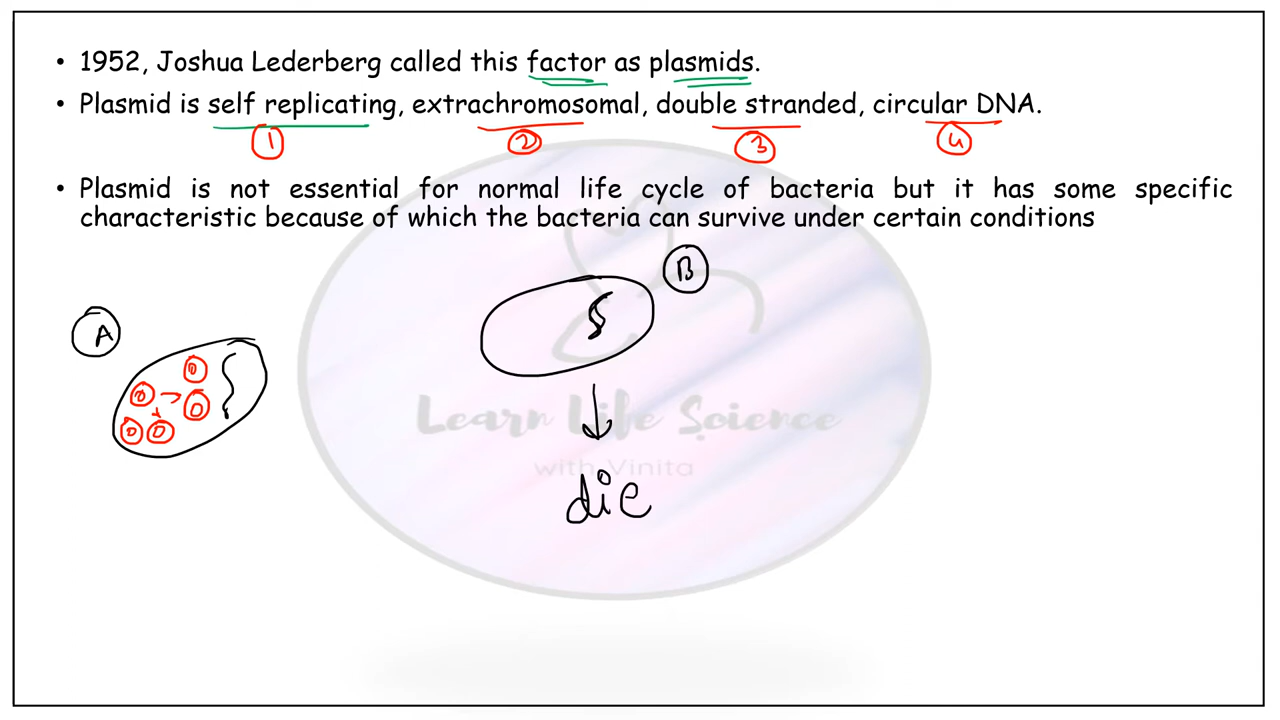 • 1952, Joshua Lederberg called this factor as plasmids.
• Plasmid is self replicating, extrachromosomal, double stranded, circular DNA.
1 2 3 4
• Plasmid is not essential for normal life cycle of bacteria but it has some specific
characteristic because of which the bacteria can survive under certain conditions
B
A
Learn Life Science
with Vinita
die